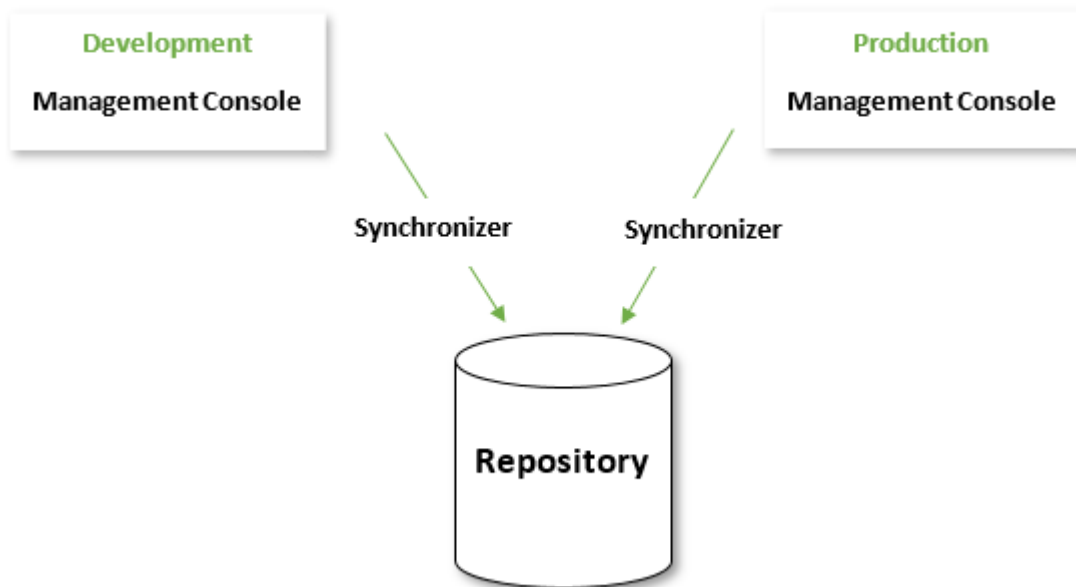 Development
Management Console
Production
Management Console
Synchronizer
Synchronizer
Repository